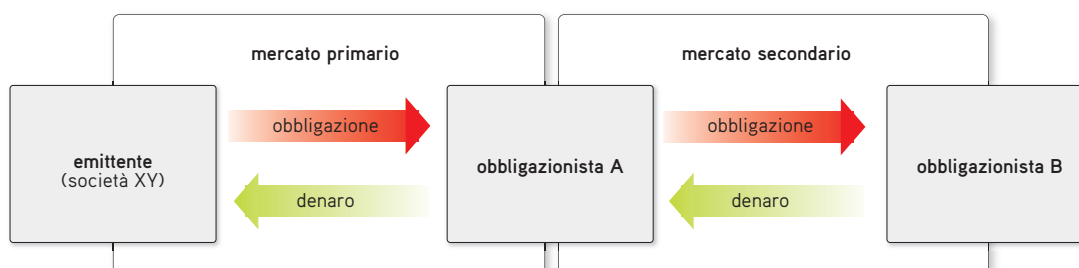 mercato primario
mercato secondario
emittente
(società XY)
obbligazione
denaro
obbligazionista A
obbligazione
denaro
obbligazionista B